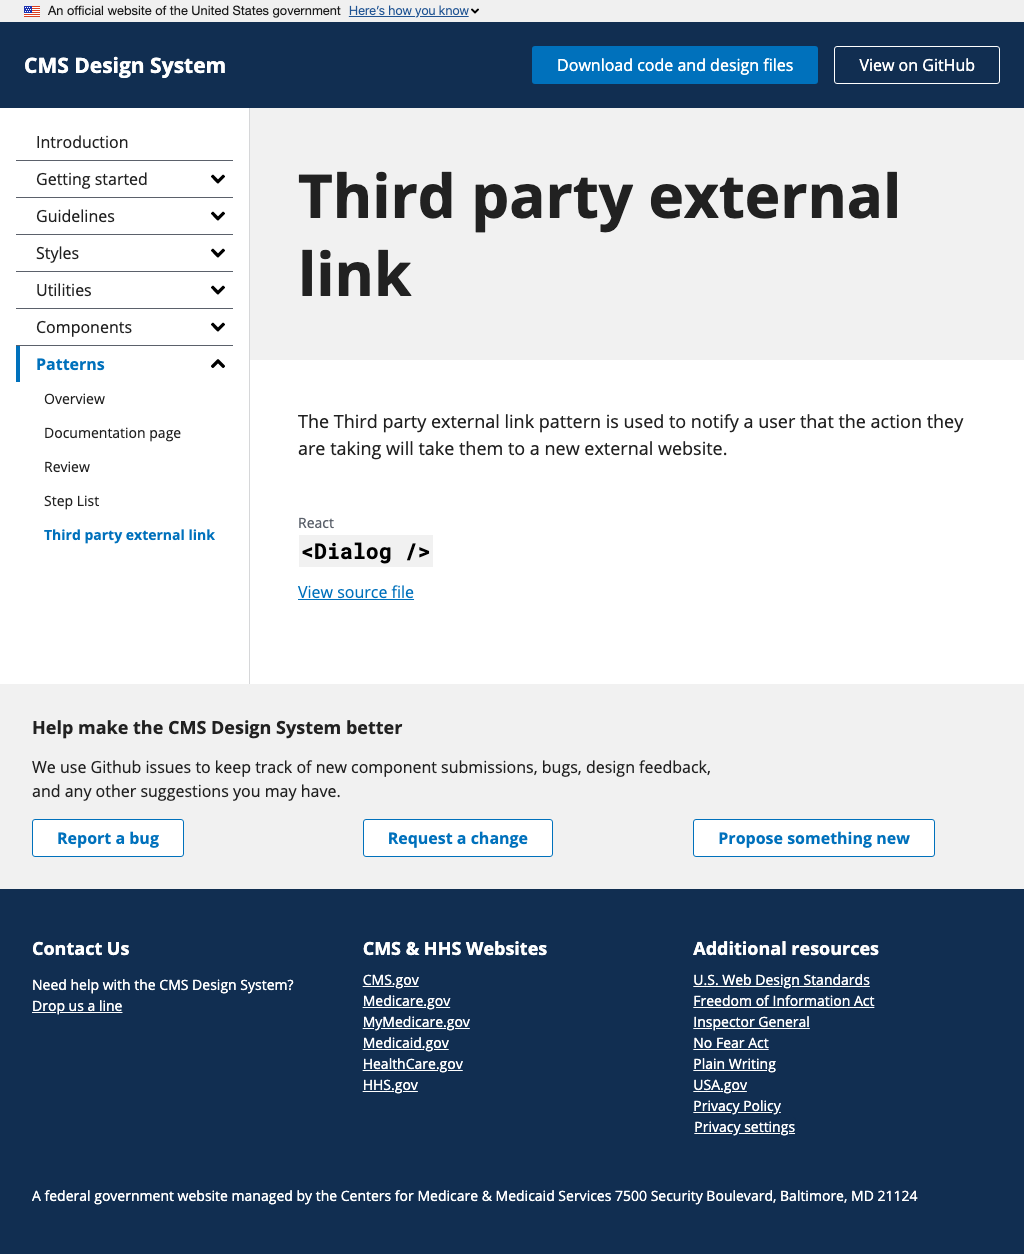 An official website of the United States government Here's how you know
CMS Design System
Download code and design files
View on GitHub
Introduction
Getting started
Guidelines
Styles
Utilities
Components
Patterns
Overview
Documentation page
Review
Step List
Third party external link
Third party external
link
The Third party external link pattern is used to notify a user that the action they
are taking will take them to a new external website.
React
<Dialog />
View source file
Help make the CMS Design System better
We use Github issues to keep track of new component submissions, bugs, design feedback,
and any other suggestions you may have.
Report a bug
Request a change
Propose something new
Contact Us
Need help with the CMS Design System?
Drop us a line
CMS & HHS Websites
CMS.gov
Medicare.gov
MyMedicare.gov
Medicaid.gov
HealthCare.gov
HHS.gov
Additional resources
U.S. Web Design Standards
Freedom of Information Act
Inspector General
No Fear Act
Plain Writing
USA.gov
Privacy Policy
Privacy settings
A federal government website managed by the Centers for Medicare & Medicaid Services 7500 Security Boulevard, Baltimore, MD 21124